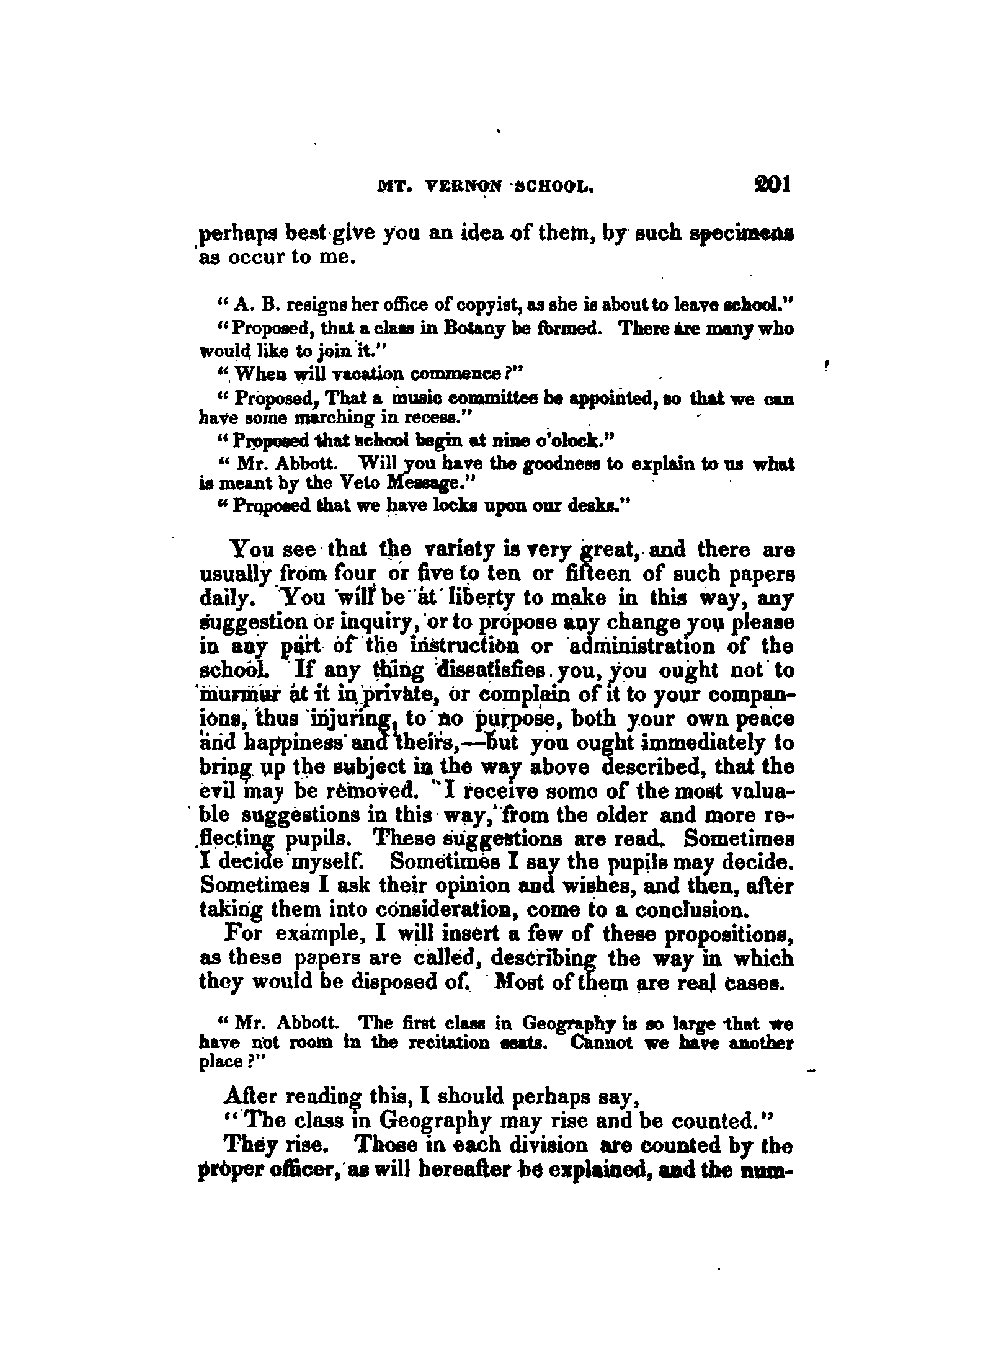 MT. VERNON SCHOOL. 201
perhaps best give you an idea of them, by such specimens
as occur to me.
“ A. B. resigns her office of copyist, as she is about to leave school.”
“ Proposed, that a class in Botany be formed. There are many who
would like to join it.”
“ When will vacation commence ?”
“ Proposed, That a music committee be appointed, so that we can
have some marching in recess.”
“ Proposed that school begin at nine o'clock.”
“ Mr. Abbott. Will you have the goodness to explain to us what
is meant by the Veto Message.”
“ Proposed that we have locks upon our desks.”
You see that the variety is very great, and there are
usually from four or five to ten or fifteen of such papers
daily. You will be at liberty to make in this way, any
suggestion or inquiry, or to propose any change you please
in any part of the instruction or administration of the
school. If any thing dissatisfies you, you ought not to
murmur at it in private, or complain of it to your compan-
ions, thus injuring, to no purpose, both your own peace
and happiness and theirs,—but you ought immediately to
bring up the subject in the way above described, that the
evil may be removed. I receive some of the most valua-
ble suggestions in this way, from the older and more re-
flecting pupils. These suggestions are read. Sometimes
I decide myself. Sometimes I say the pupils may decide.
Sometimes I ask their opinion and wishes, and then, after
taking them into consideration, come to a conclusion.
For example, I will insert a few of these propositions,
as these papers are called, describing the way in which
they would be disposed of. Most of them are real cases.
“ Mr. Abbott. The first class in Geography is so large that we
have not room in the recitation seats. Cannot we have another
place ?”
After reading this, I should perhaps say,
“ The class in Geography may rise and be counted.”
They rise. Those in each division are counted by the
proper officer, as will hereafter be explained, and the num-